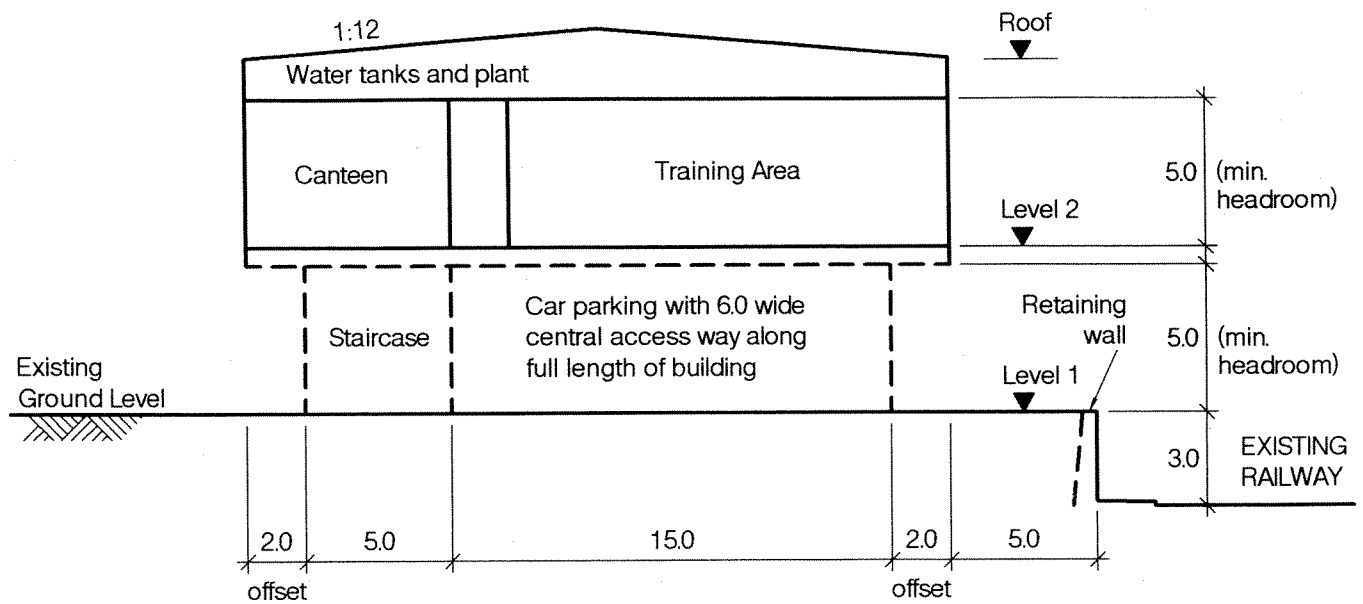 1:12
Roof
Water tanks and plant
Canteen
Training Area
5.0 (min.
headroom)
Level 2
Staircase
Car parking with 6.0 wide
central access way along
full length of building
Retaining
wall
5.0 (min.
headroom)
Existing
Ground Level
Level 1
3.0
EXISTING
RAILWAY
2.0
5.0
15.0
2.0
5.0
offset
offset